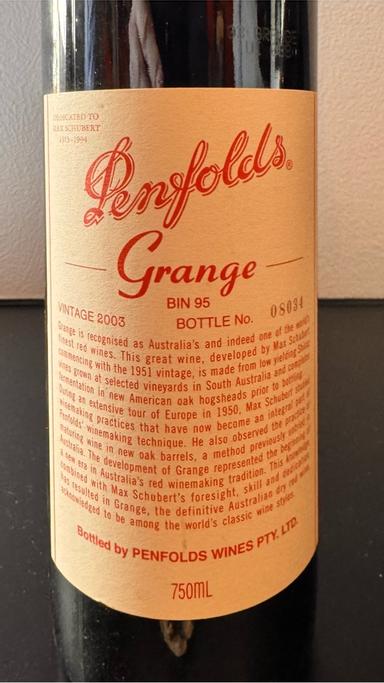 DEDICATED TO
MAX SCHUBERT
1915-1994
Penfolds®
Grange
BIN 95
VINTAGE 2003 BOTTLE No. 08034
Grange is recognised as Australia's and indeed one of the world's
finest red wines. This great wine, developed by Max Schubert
commencing with the 1951 vintage, is made from low yielding Shiraz
vines grown at selected vineyards in South Australia and completes
fermentation in new American oak hogsheads prior to bottling.
During an extensive tour of Europe in 1950, Max Schubert studied
winemaking practices that have now become an integral part of
Penfolds' winemaking technique. He also observed the practice of
maturing wine in new oak barrels, a method previously
Australia. The development of Grange represented the beginning of
a new era in Australia's red winemaking tradition. This
combined with Max Schubert's foresight, skill and dedication
has resulted in Grange, the definitive Australian dry red
acknowledged to be among the world's classic wine styles.
Bottled by PENFOLDS WINES PTY. LTD.
750ML